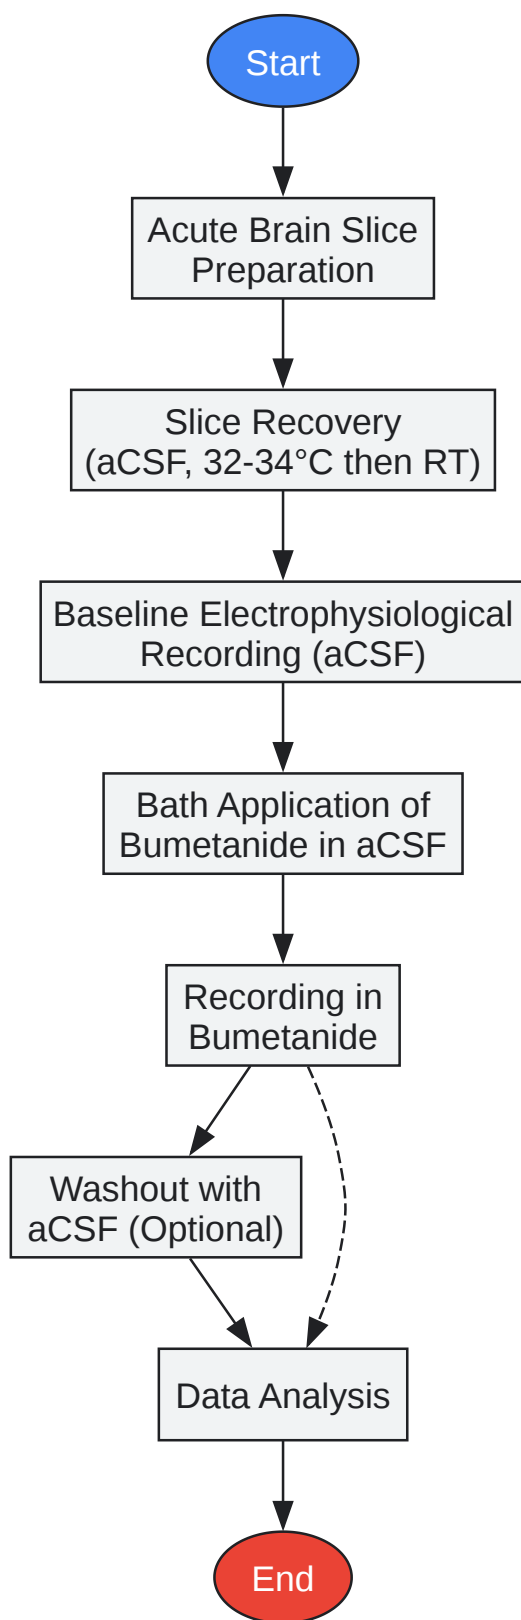 Start
Acute Brain Slice
Preparation
Slice Recovery
(aCSF, 32-34°C then RT)
Baseline Electrophysiological
Recording (aCSF)
Bath Application of
Bumetanide in aCSF
Recording in
Bumetanide
Washout with
aCSF (Optional)
Data Analysis
End